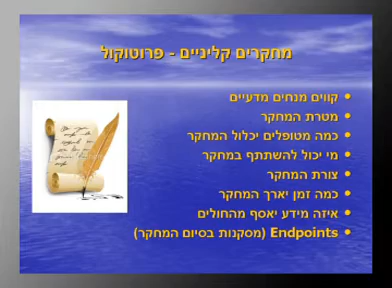 מחקרים קליניים - פרוטוקול
קווים מנחים מדעיים
מטרת המחקר
כמה מטופלים יכלול המחקר
מי יכול להשתתף במחקר
צורת המחקר
כמה זמן יארך המחקר
איזה מידע יאסף מהחולים
Endpoints (מסקנות בסיום המחקר)